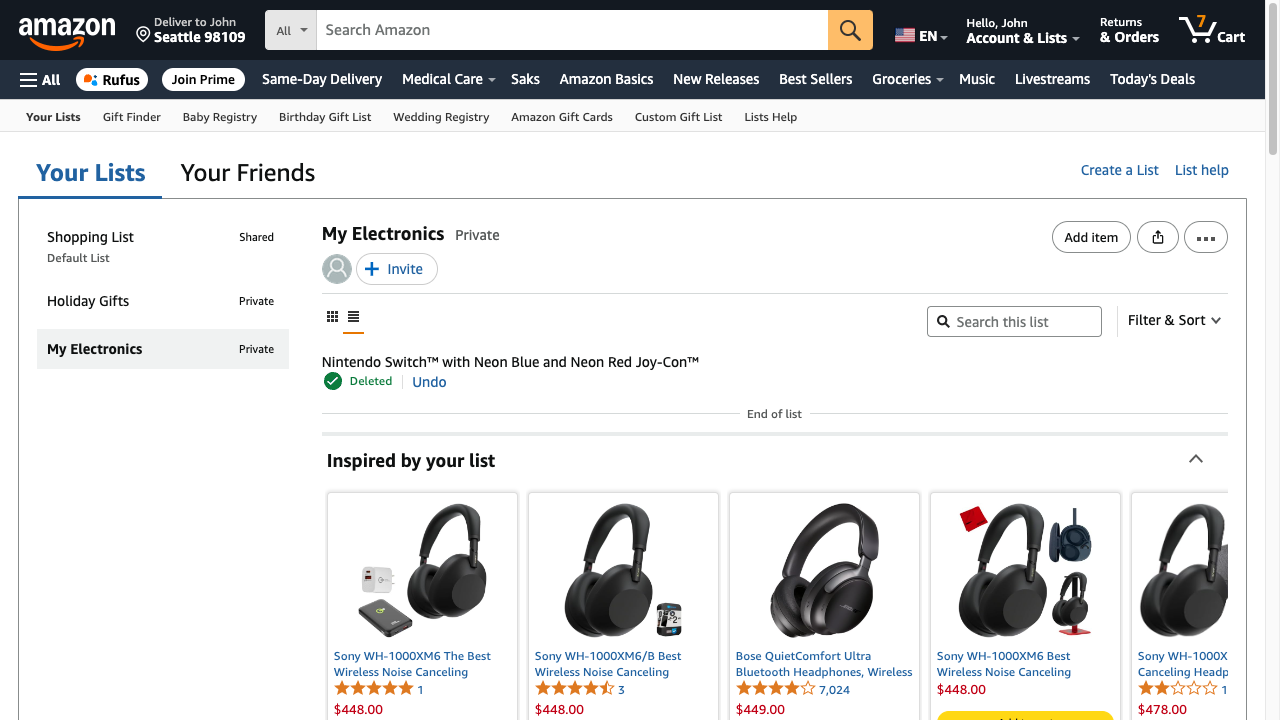 amazon
Deliver to John
Seattle 98109
All
Search Amazon
EN
Hello, John
Account & Lists
Returns
& Orders
7
Cart
All
Rufus
Join Prime
Same-Day Delivery
Medical Care
Saks
Amazon Basics
New Releases
Best Sellers
Groceries
Music
Livestreams
Today's Deals
Your Lists
Gift Finder
Baby Registry
Birthday Gift List
Wedding Registry
Amazon Gift Cards
Custom Gift List
Lists Help
Your Lists
Your Friends
Create a List
List help
Shopping List
Shared
Default List
Holiday Gifts
Private
My Electronics
Private
My Electronics
Private
Add item
Invite
Search this list
Filter & Sort
Nintendo Switch™ with Neon Blue and Neon Red Joy-Con™
Deleted
Undo
End of list
Inspired by your list
Sony WH-1000XM6 The Best
Wireless Noise Canceling
1
$448.00
Sony WH-1000XM6/B Best
Wireless Noise Canceling
3
$448.00
Bose QuietComfort Ultra
Bluetooth Headphones, Wireless
7,024
$449.00
Sony WH-1000XM6 Best
Wireless Noise Canceling
$448.00
Sony WH-1000X
Canceling Headp
1
$478.00